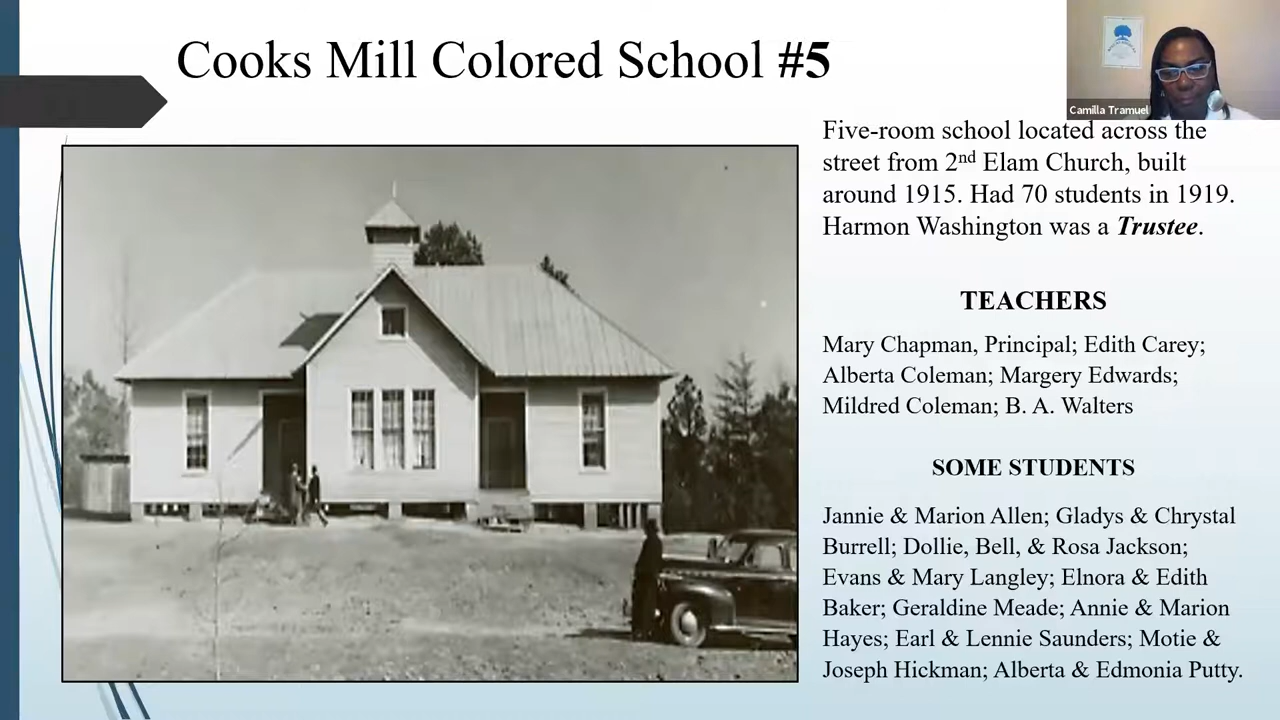 Cooks Mill Colored School #5
Camilla Tramuel
Five-room school located across the
street from 2nd Elam Church, built
around 1915. Had 70 students in 1919.
Harmon Washington was a Trustee.
TEACHERS
Mary Chapman, Principal; Edith Carey;
Alberta Coleman; Margery Edwards;
Mildred Coleman; B. A. Walters
SOME STUDENTS
Jannie & Marion Allen; Gladys & Chrystal
Burrell; Dollie, Bell, & Rosa Jackson;
Evans & Mary Langley; Elnora & Edith
Baker; Geraldine Meade; Annie & Marion
Hayes; Earl & Lennie Saunders; Motie &
Joseph Hickman; Alberta & Edmonia Putty.